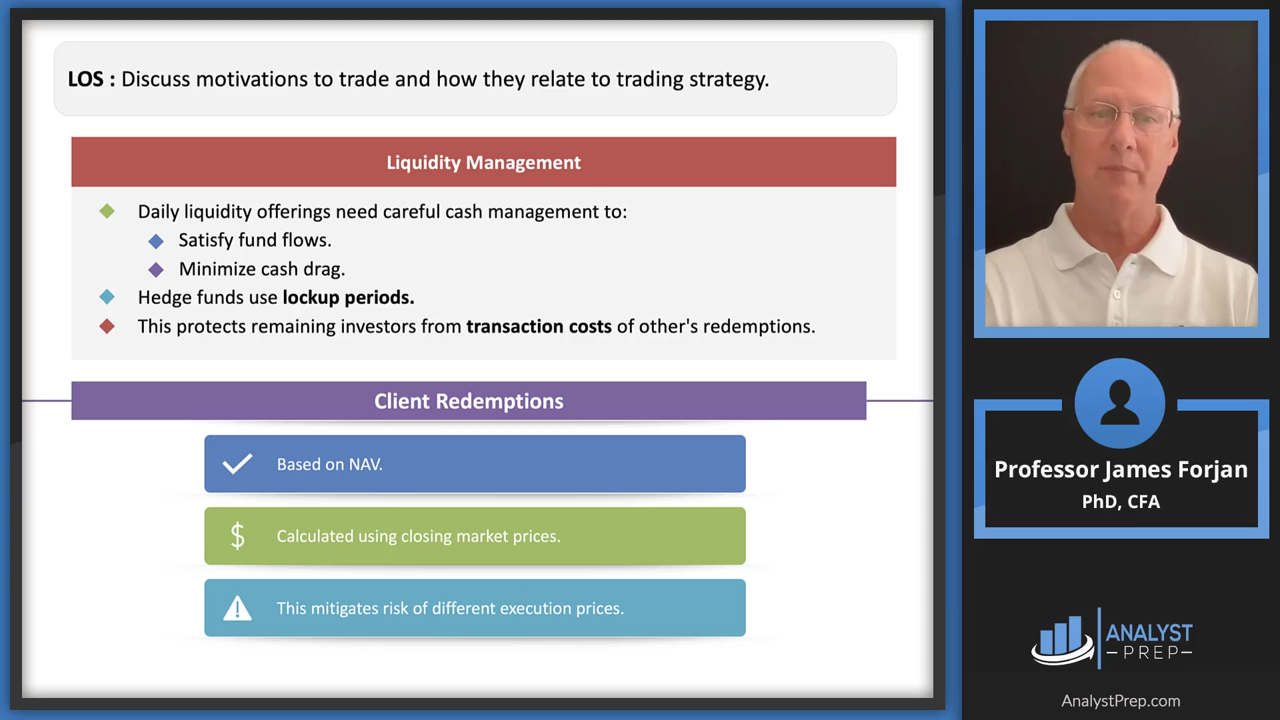 LOS : Discuss motivations to trade and how they relate to trading strategy.
Liquidity Management
Daily liquidity offerings need careful cash management to:
Satisfy fund flows.
Minimize cash drag.
Hedge funds use lockup periods.
This protects remaining investors from transaction costs of other's redemptions.
Client Redemptions
Based on NAV.
$ Calculated using closing market prices.
This mitigates risk of different execution prices.
Professor James Forjan
PhD, CFA
ANALYST
PREP
AnalystPrep.com